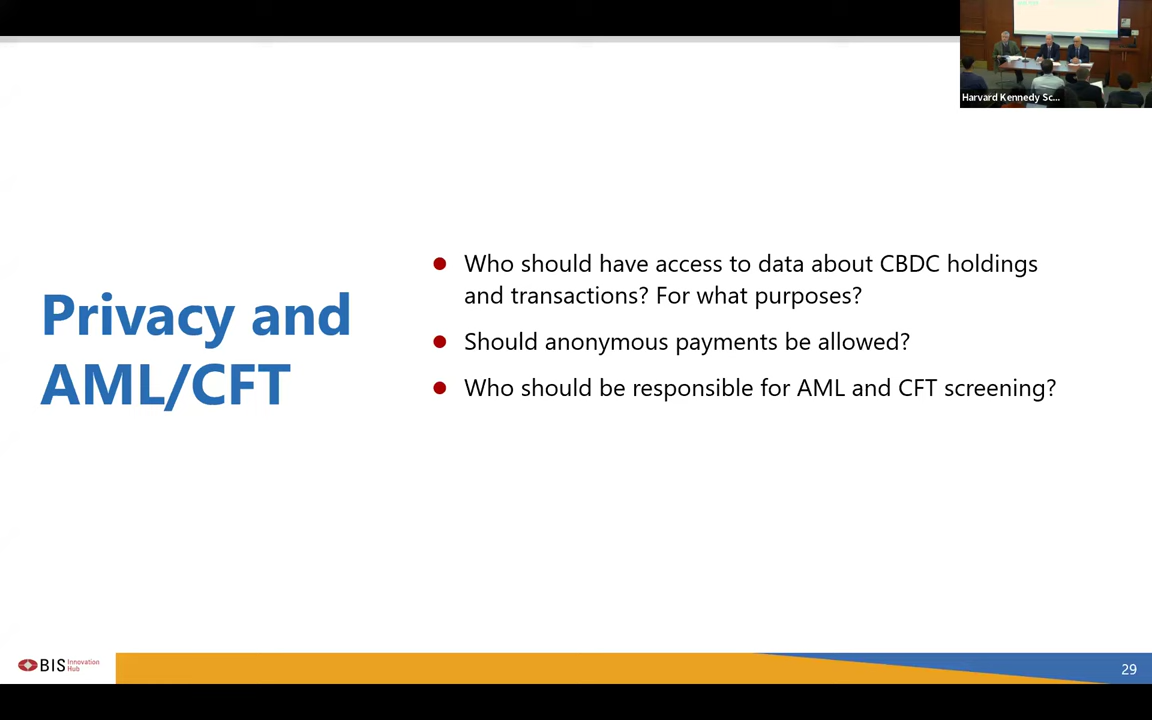 Harvard Kennedy Sc...
Privacy and
AML/CFT
● Who should have access to data about CBDC holdings
and transactions? For what purposes?
● Should anonymous payments be allowed?
● Who should be responsible for AML and CFT screening?
BIS Innovation
Hub
29